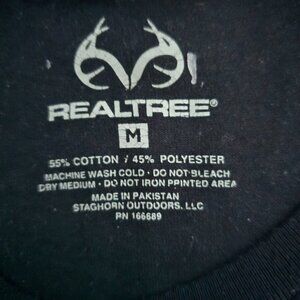 REALTREE®
M
55% COTTON / 45% POLYESTER
MACHINE WASH COLD · DO NOT BLEACH
DRY MEDIUM · DO NOT IRON PRINTED AREA
MADE IN PAKISTAN
STAGHORN OUTDOORS, LLC
RN 166689